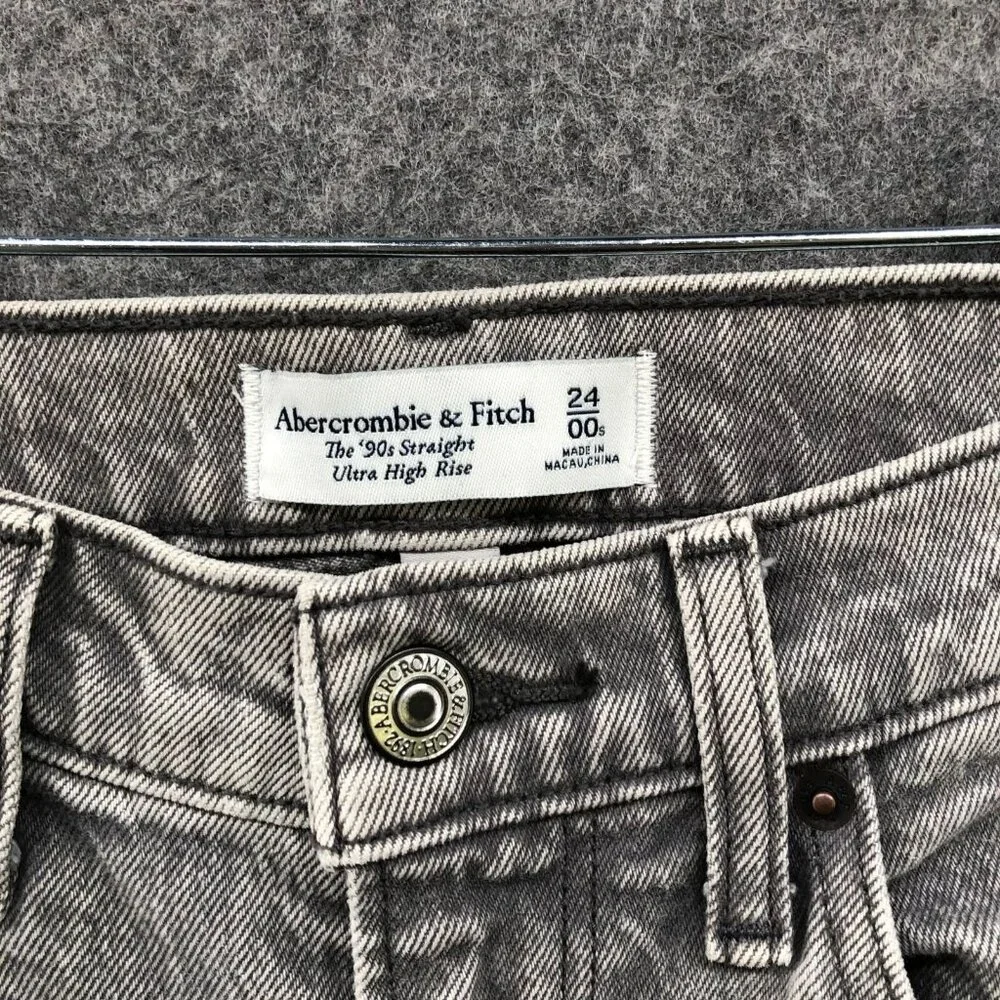 Abercrombie & Fitch
The '90s Straight
Ultra High Rise
24
00s
MADE IN
MACAU,CHINA
ABERCROMBIE & FITCH · 1892 ·